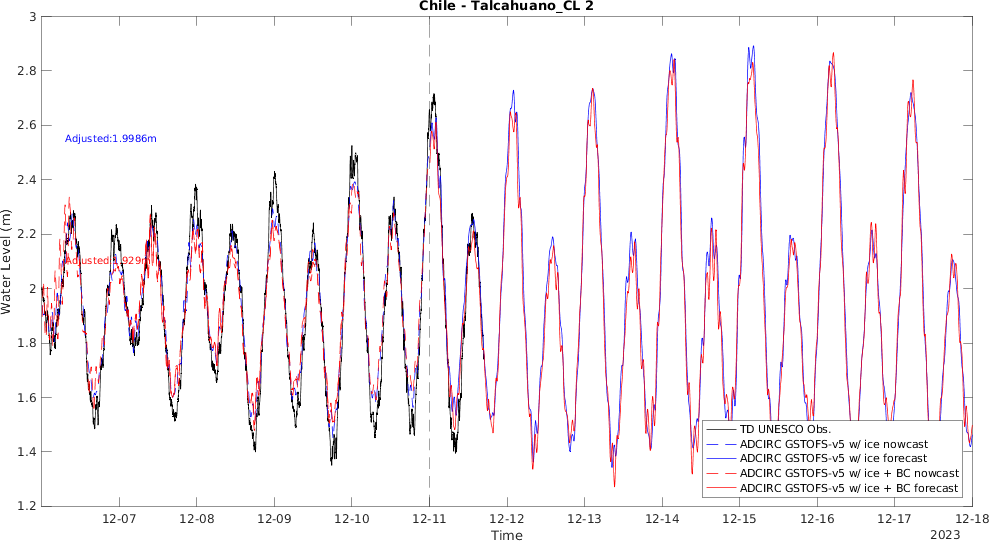 Chile - Talcahuano_CL 2
3
2.8
2.6
2.4
2.2
2
1.8
1.6
1.4
1.2
Water Level (m)
Adjusted:1.9986m
TD UNESCO Obs.
ADCIRC GSTOFS-v5 w/ ice nowcast
ADCIRC GSTOFS-v5 w/ ice forecast
ADCIRC GSTOFS-v5 w/ ice + BC nowcast
ADCIRC GSTOFS-v5 w/ ice + BC forecast
12-07 12-08 12-09 12-10 12-11 12-12 12-13 12-14 12-15 12-16 12-17 12-18
Time
2023